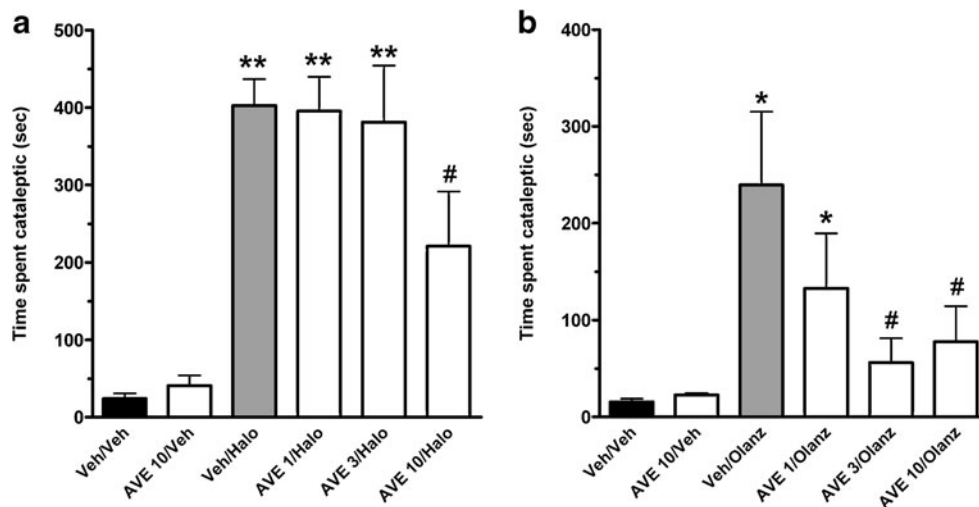 a
Time spent cataleptic (sec)
500
400
300
200
100
0
**
**
**
#
Veh/Veh
AVE 10/Veh
Veh/Halo
AVE 1/Halo
AVE 3/Halo
AVE 10/Halo
b
Time spent cataleptic (sec)
400
300
200
100
0
*
*
#
#
Veh/Veh
AVE 10/Veh
Veh/Olanz
AVE 1/Olanz
AVE 3/Olanz
AVE 10/Olanz